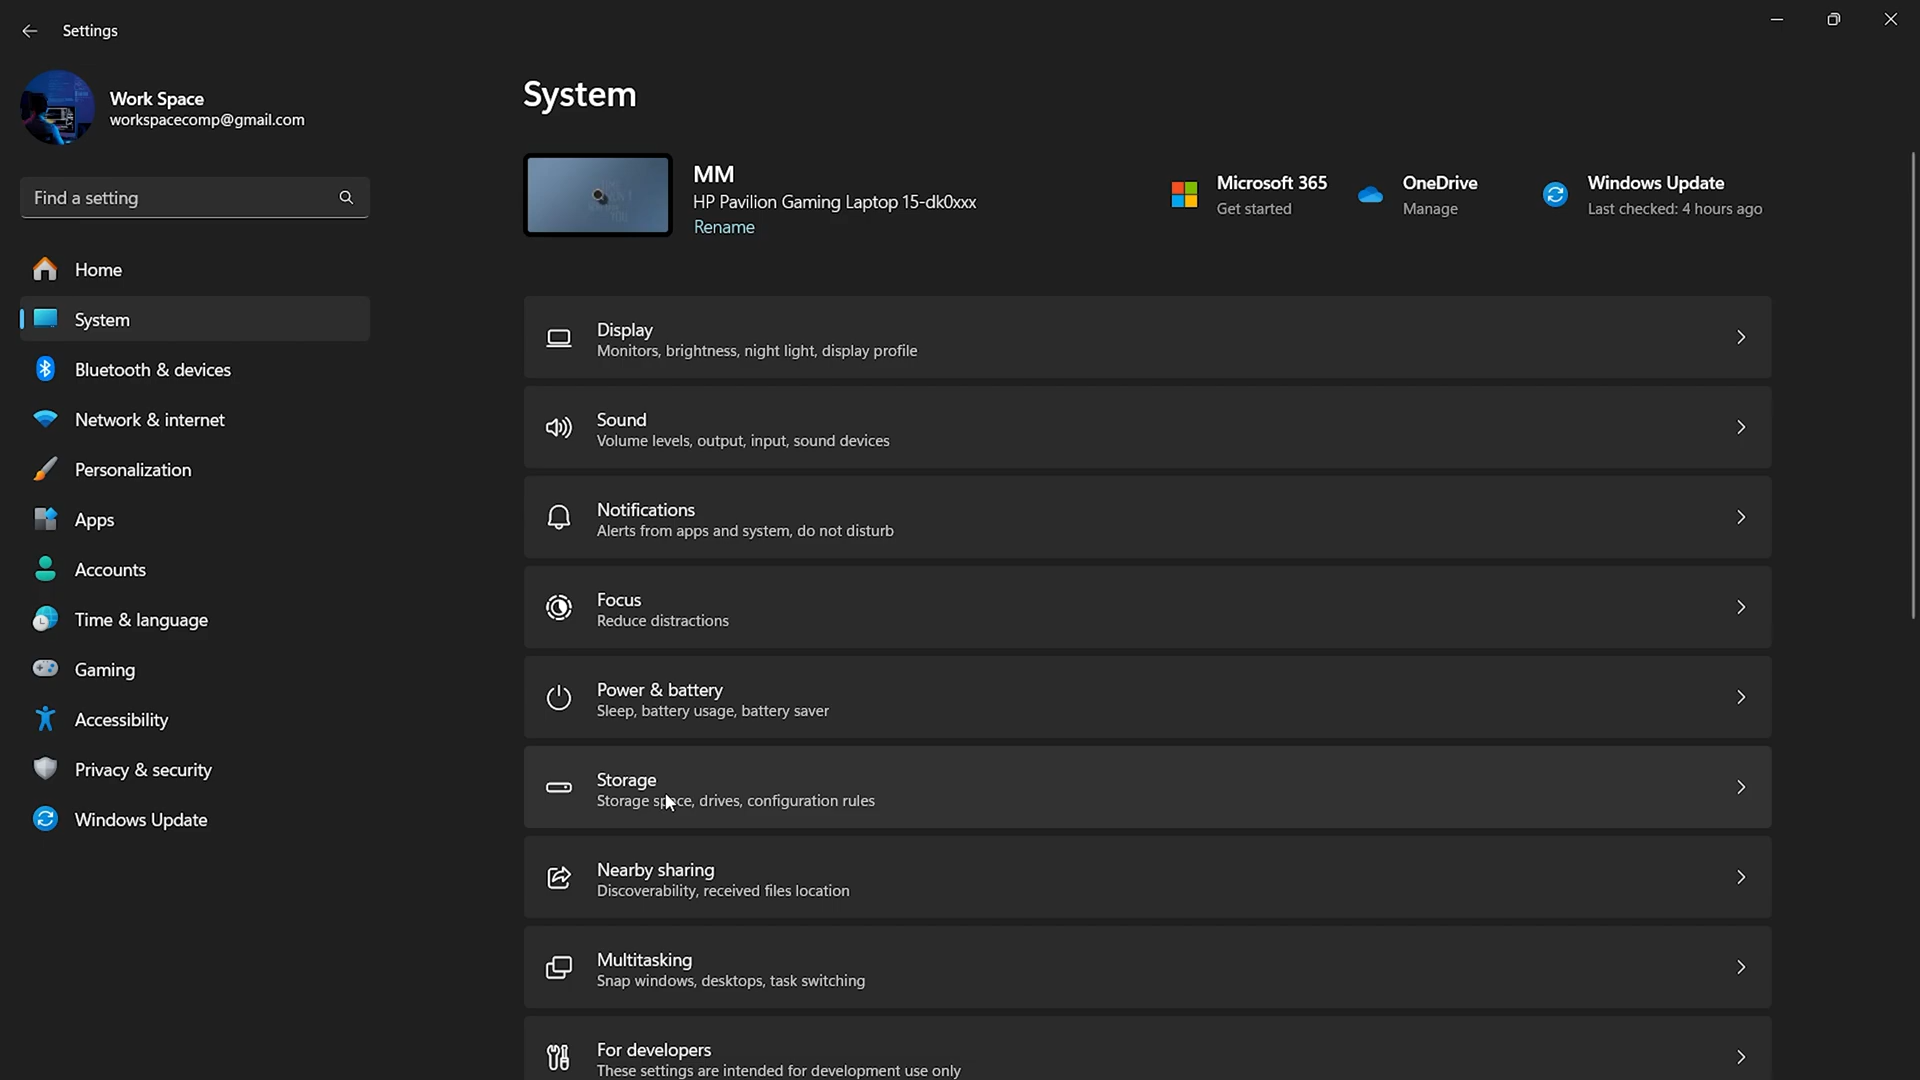 Settings
Work Space
workspacecomp@gmail.com
Find a setting
Home
System
Bluetooth & devices
Network & internet
Personalization
Apps
Accounts
Time & language
Gaming
Accessibility
Privacy & security
Windows Update
System
MM
HP Pavilion Gaming Laptop 15-dk0xxx
Rename
Microsoft 365
Get started
OneDrive
Manage
Windows Update
Last checked: 4 hours ago
Display
Monitors, brightness, night light, display profile
Sound
Volume levels, output, input, sound devices
Notifications
Alerts from apps and system, do not disturb
Focus
Reduce distractions
Power & battery
Sleep, battery usage, battery saver
Storage
Storage space, drives, configuration rules
Nearby sharing
Discoverability, received files location
Multitasking
Snap windows, desktops, task switching
For developers
These settings are intended for development use only